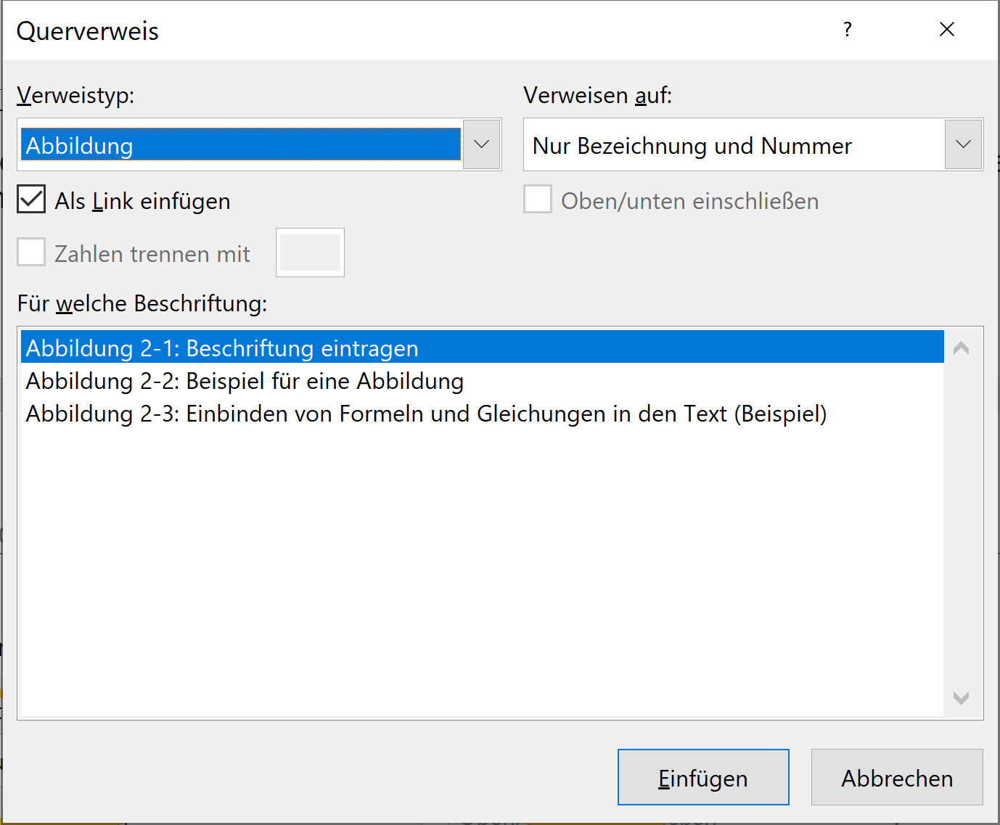 Querverweis
?
Verweistyp:
Verweisen auf:
Abbildung
Nur Bezeichnung und Nummer
Als Link einfügen
Oben/unten einschließen
Zahlen trennen mit
Für welche Beschriftung:
Abbildung 2-1: Beschriftung eintragen
Abbildung 2-2: Beispiel für eine Abbildung
Abbildung 2-3: Einbinden von Formeln und Gleichungen in den Text (Beispiel)
Einfügen
Abbrechen